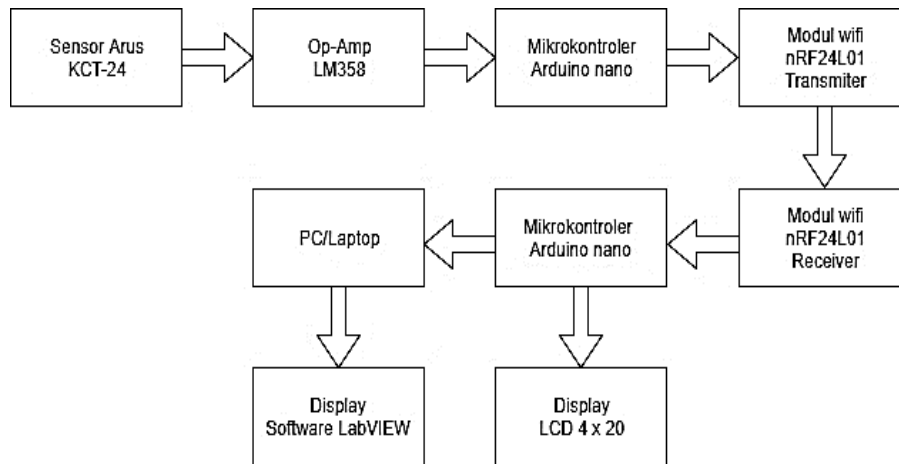 Sensor Arus
KCT-24
Op-Amp
LM358
Mikrokontroler
Arduino nano
Modul wifi
nRF24L01
Transmiter
Modul wifi
nRF24L01
Receiver
Mikrokontroler
Arduino nano
PC/Laptop
Display
Software LabVIEW
Display
LCD 4 x 20